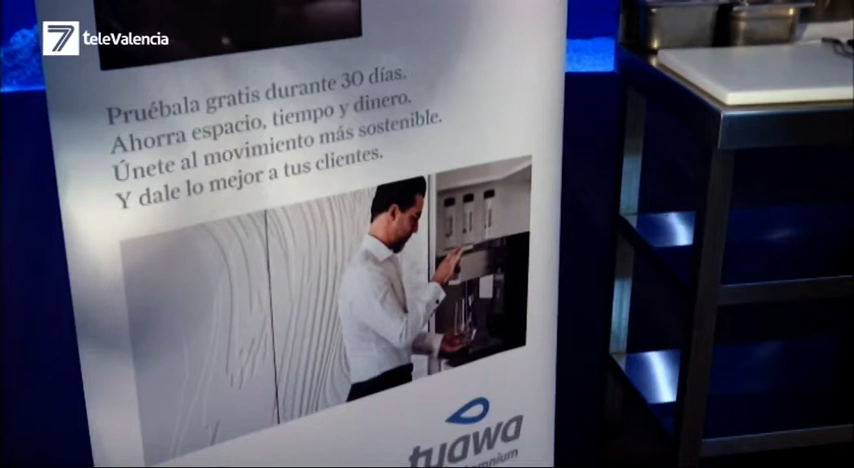 7 teleValencia
Pruébala gratis durante 30 días.
Ahorra espacio, tiempo y dinero.
Únete al movimiento más sostenible.
Y dale lo mejor a tus clientes.
tuawa